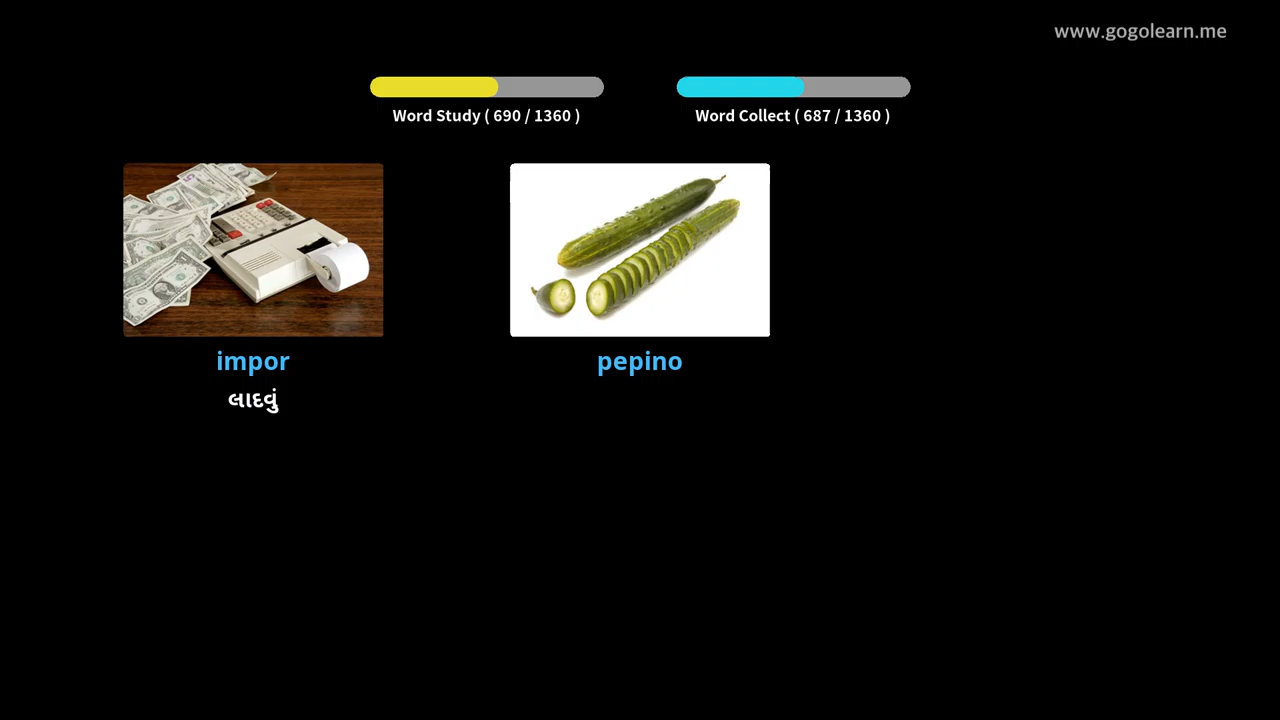 www.gogolearn.me
Word Study ( 690 / 1360 )
Word Collect ( 687 / 1360 )
impor
pepino
લાદવું